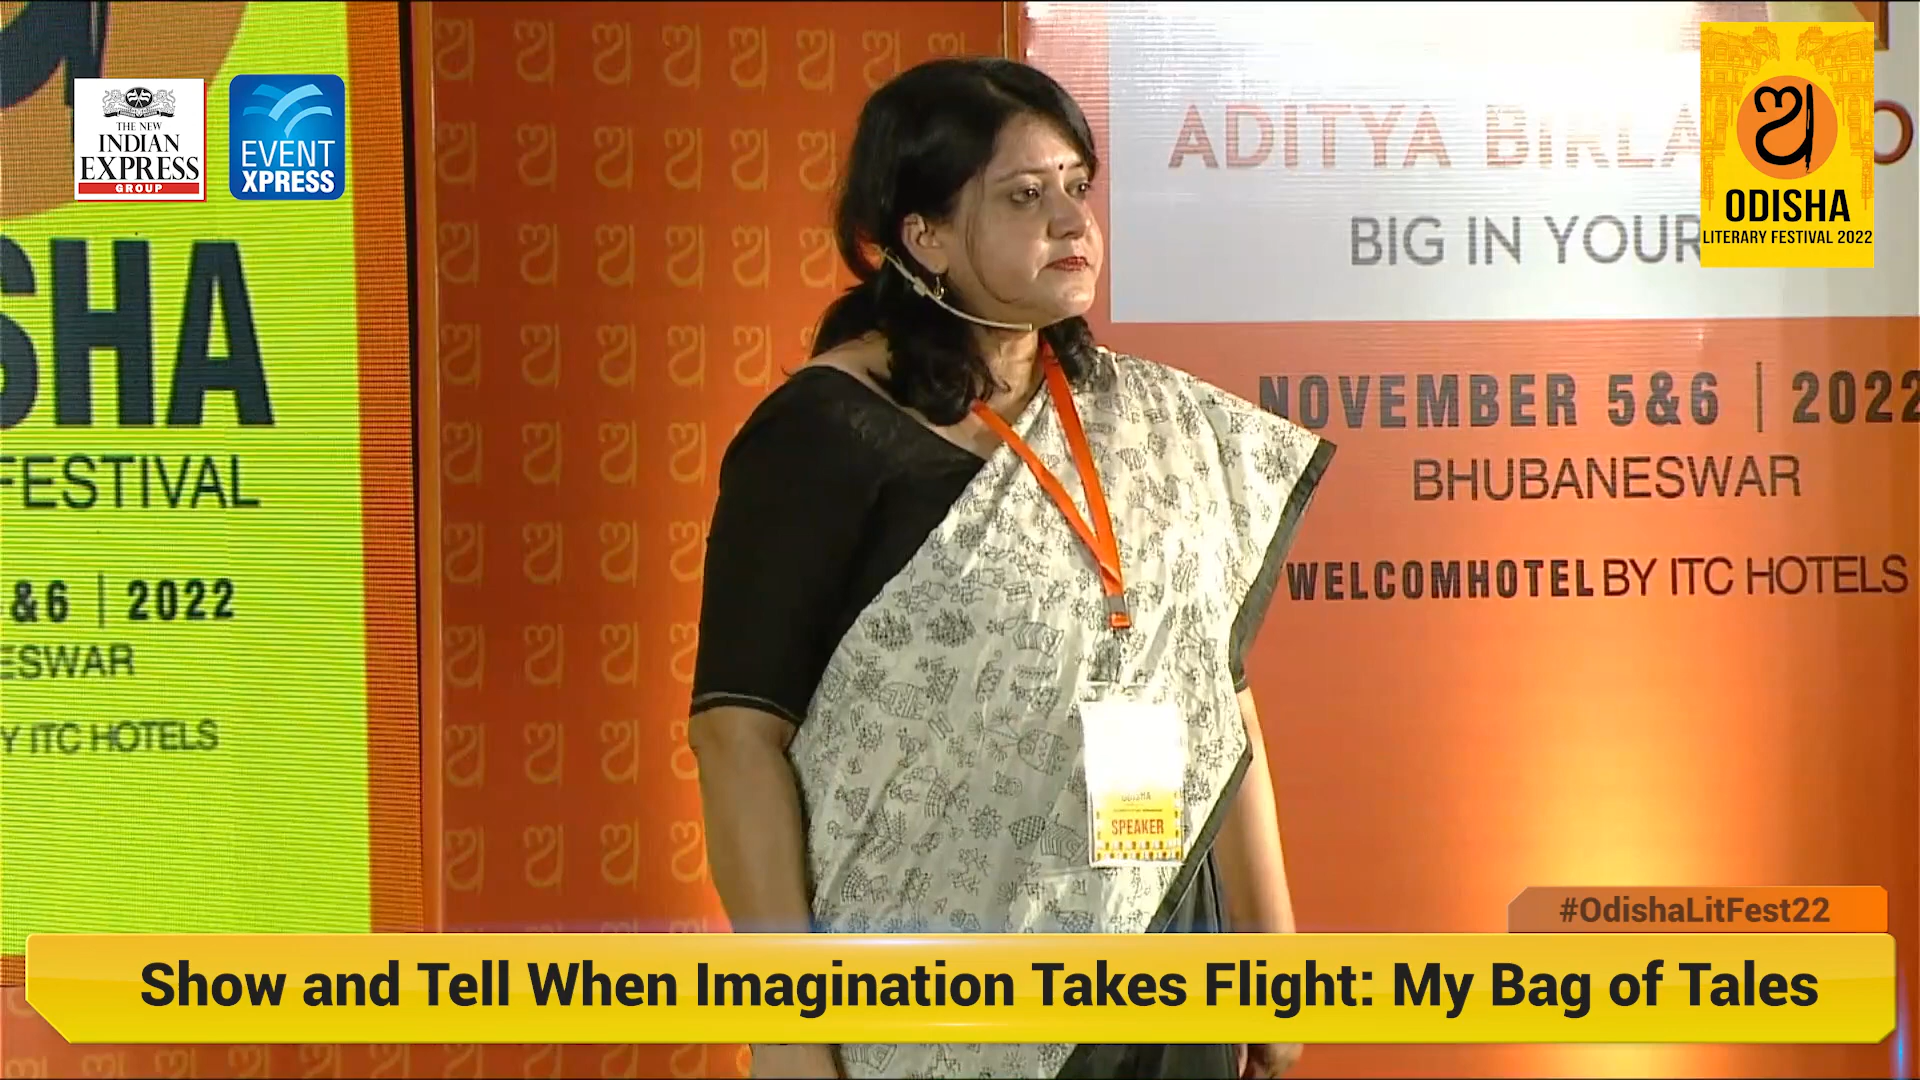 THE NEW
INDIAN
EXPRESS
GROUP
EVENT
XPRESS
SHA
FESTIVAL
&6 | 2022
ESWAR
Y ITC HOTELS
ADITYA BIRLA
BIG IN YOUR
ଅ
ODISHA
LITERARY FESTIVAL 2022
NOVEMBER 5&6 | 2022
BHUBANESWAR
WELCOMHOTEL BY ITC HOTELS
ODISHA
SPEAKER
#OdishaLitFest22
Show and Tell When Imagination Takes Flight: My Bag of Tales